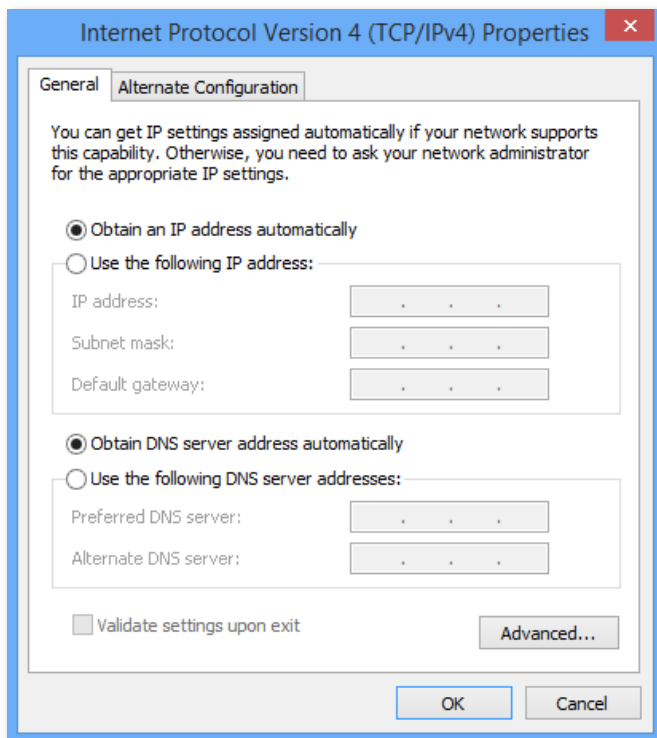 Internet Protocol Version 4 (TCP/IPv4) Properties
General
Alternate Configuration
You can get IP settings assigned automatically if your network supports
this capability. Otherwise, you need to ask your network administrator
for the appropriate IP settings.
Obtain an IP address automatically
Use the following IP address:
IP address:
Subnet mask:
Default gateway:
Obtain DNS server address automatically
Use the following DNS server addresses:
Preferred DNS server:
Alternate DNS server:
Validate settings upon exit
Advanced...
OK
Cancel